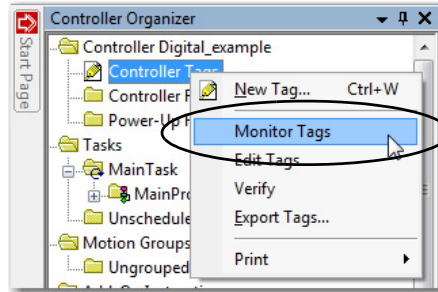 Controller Organizer
Start Page
Controller Digital_example
Controller Tags
New Tag... Ctrl+W
Controller F
Power-Up
Monitor Tags
Tasks
Edit Tags
MainTask
Verify
MainPro
Export Tags...
Unschedule
Motion Groups
Print
Ungrouped